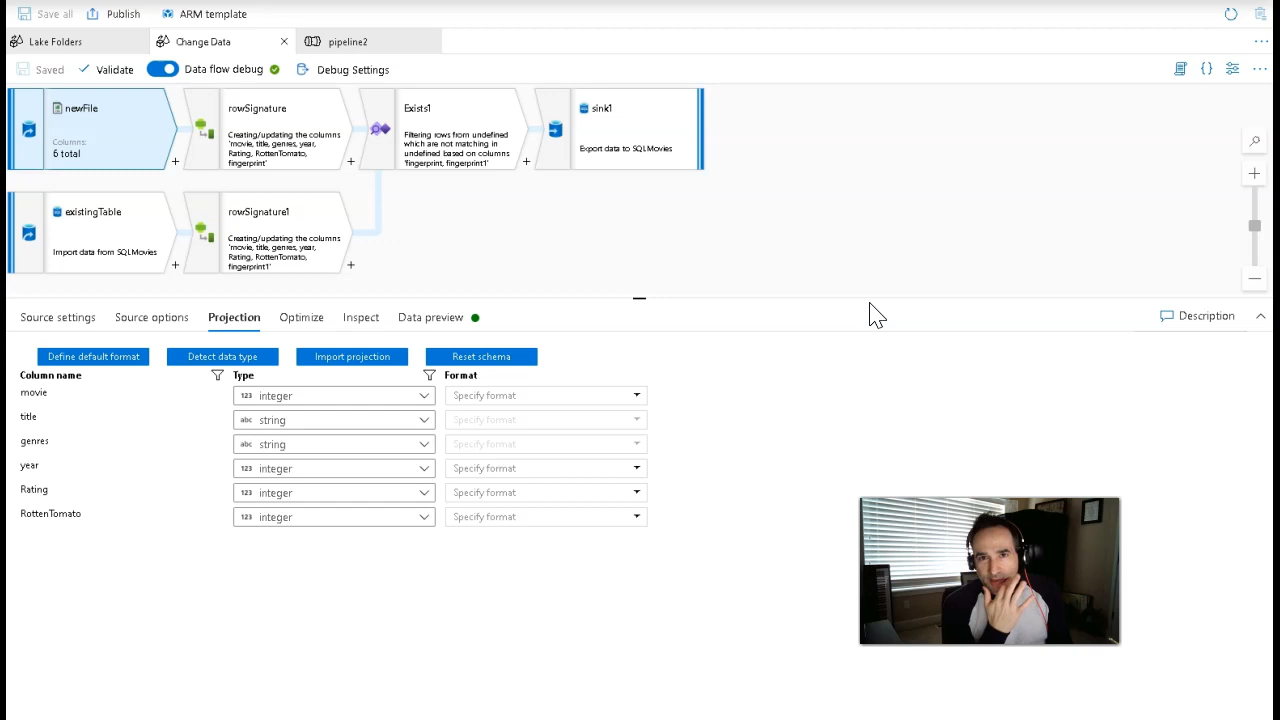 Save all Publish ARM template
Lake Folders Change Data pipeline2
Saved Validate Data flow debug Debug Settings
newFile
Columns:
6 total
rowSignature
Creating/updating the columns
'movie, title, genres, year,
Rating, RottenTomato,
fingerprint'
Exists1
Filtering rows from undefined
which are not matching in
undefined based on columns
'fingerprint, fingerprint1'
sink1
Export data to SQLMovies
existingTable
Import data from SQLMovies
rowSignature1
Creating/updating the columns
'movie, title, genres, year,
Rating, RottenTomato,
fingerprint1'
Source settings Source options Projection Optimize Inspect Data preview Description
Define default format Detect data type Import projection Reset schema
Column name Type Format
movie 123 integer Specify format
title abc string Specify format
genres abc string Specify format
year 123 integer Specify format
Rating 123 integer Specify format
RottenTomato 123 integer Specify format